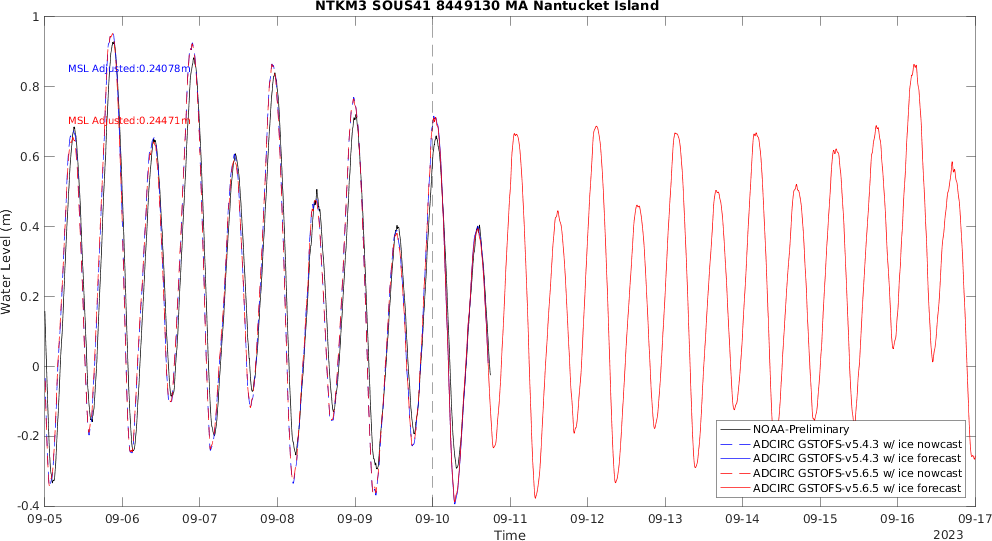 NTKM3 SOUS41 8449130 MA Nantucket Island
1
0.8
0.6
0.4
0.2
0
-0.2
-0.4
Water Level (m)
MSL Adjusted:0.24078m
MSL Adjusted:0.24471m
NOAA-Preliminary
ADCIRC GSTOFS-v5.4.3 w/ ice nowcast
ADCIRC GSTOFS-v5.4.3 w/ ice forecast
ADCIRC GSTOFS-v5.6.5 w/ ice nowcast
ADCIRC GSTOFS-v5.6.5 w/ ice forecast
09-05 09-06 09-07 09-08 09-09 09-10 09-11 09-12 09-13 09-14 09-15 09-16 09-17
Time
2023